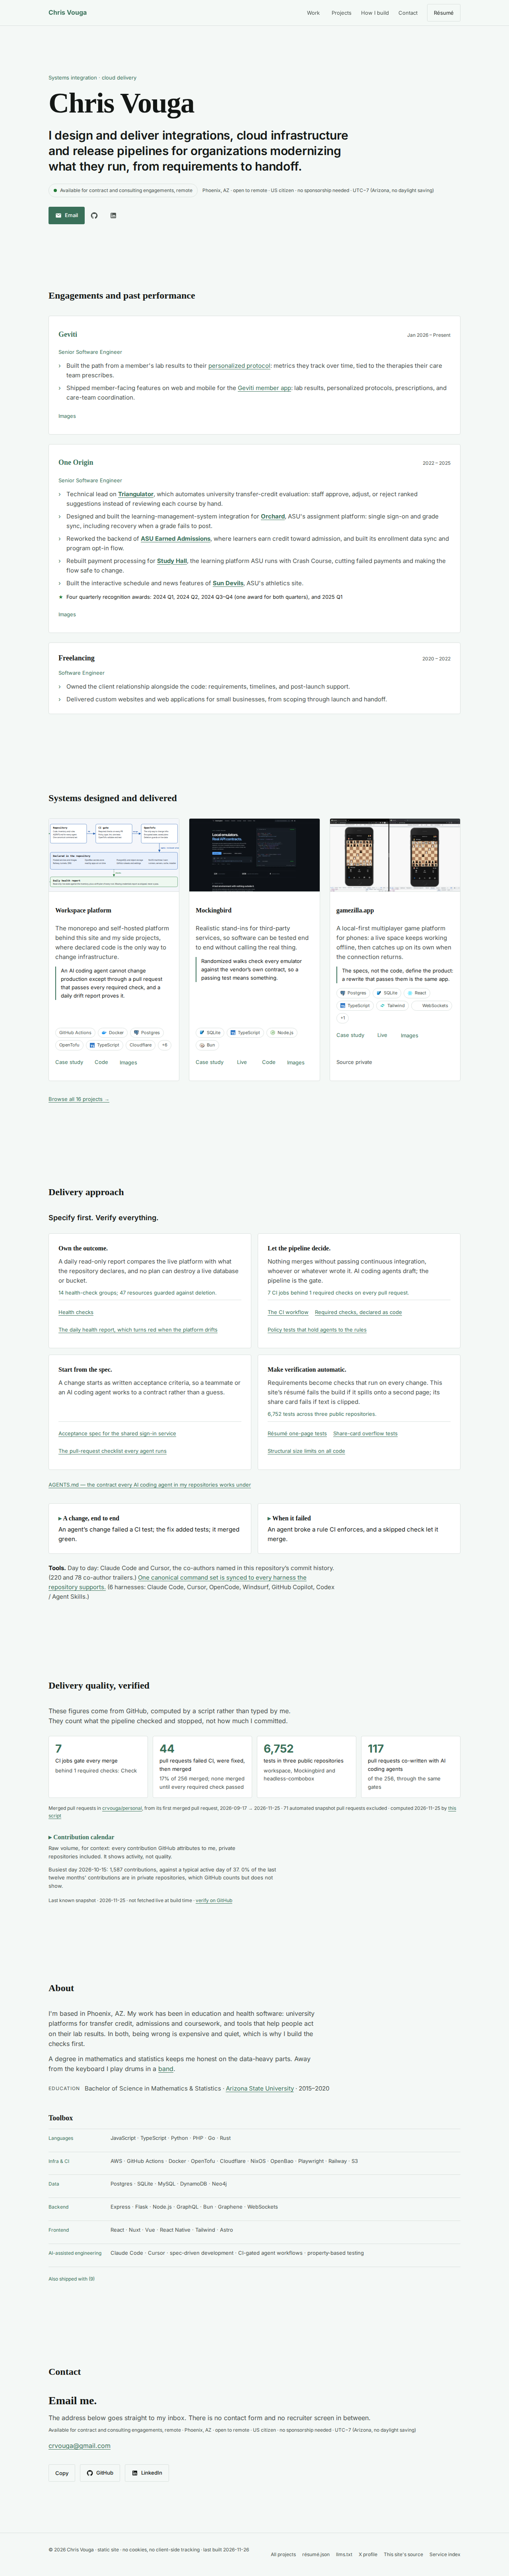 Chris Vouga
Work Projects How I build Contact Résumé
Systems integration · cloud delivery
Chris Vouga
I design and deliver integrations, cloud infrastructure
and release pipelines for organizations modernizing
what they run, from requirements to handoff.
Available for contract and consulting engagements, remote Phoenix, AZ · open to remote · US citizen · no sponsorship needed · UTC−7 (Arizona, no daylight saving)
Email
Engagements and past performance
Geviti Jan 2026 – Present
Senior Software Engineer
› Built the path from a member's lab results to their personalized protocol: metrics they track over time, tied to the therapies their care
team prescribes.
› Shipped member-facing features on web and mobile for the Geviti member app: lab results, personalized protocols, prescriptions, and
care-team coordination.
Images
One Origin 2022 – 2025
Senior Software Engineer
› Technical lead on Triangulator, which automates university transfer-credit evaluation: staff approve, adjust, or reject ranked
suggestions instead of reviewing each course by hand.
› Designed and built the learning-management-system integration for Orchard, ASU's assignment platform: single sign-on and grade
sync, including recovery when a grade fails to post.
› Reworked the backend of ASU Earned Admissions, where learners earn credit toward admission, and built its enrollment data sync and
program opt-in flow.
› Rebuilt payment processing for Study Hall, the learning platform ASU runs with Crash Course, cutting failed payments and making the
flow safe to change.
› Built the interactive schedule and news features of Sun Devils, ASU's athletics site.
Four quarterly recognition awards: 2024 Q1, 2024 Q2, 2024 Q3–Q4 (one award for both quarters), and 2025 Q1
Images
Freelancing 2020 – 2022
Software Engineer
› Owned the client relationship alongside the code: requirements, timelines, and post-launch support.
› Delivered custom websites and web applications for small businesses, from scoping through launch and handoff.
Systems designed and delivered
Workspace platform
The monorepo and self-hosted platform
behind this site and my side projects,
where declared code is the only way to
change infrastructure.
An AI coding agent cannot change
production except through a pull request
that passes every required check, and a
daily drift report proves it.
GitHub Actions Docker Postgres
OpenTofu TypeScript Cloudflare +6
Case study Code Images
Mockingbird
Realistic stand-ins for third-party
services, so software can be tested end
to end without calling the real thing.
Randomized walks check every emulator
against the vendor's own contract, so a
passing test means something.
SQLite TypeScript Node.js
Bun
Case study Live Code Images
gamezilla.app
A local-first multiplayer game platform
for phones: a live space keeps working
offline, then catches up on its own when
the connection returns.
The specs, not the code, define the product:
a rewrite that passes them is the same app.
Postgres SQLite React
TypeScript Tailwind WebSockets
+1
Case study Live Images
Source private
Browse all 16 projects →
Delivery approach
Specify first. Verify everything.
Own the outcome.
A daily read-only report compares the live platform with what
the repository declares, and no plan can destroy a live database
or bucket.
14 health-check groups; 47 resources guarded against deletion.
Health checks
The daily health report, which turns red when the platform drifts
Let the pipeline decide.
Nothing merges without passing continuous integration,
whoever or whatever wrote it. AI coding agents draft; the
pipeline is the gate.
7 CI jobs behind 1 required checks on every pull request.
The CI workflow Required checks, declared as code
Policy tests that hold agents to the rules
Start from the spec.
A change starts as written acceptance criteria, so a teammate or
an AI coding agent works to a contract rather than a guess.
Acceptance spec for the shared sign-in service
The pull-request checklist every agent runs
Make verification automatic.
Requirements become checks that run on every change. This
site's résumé fails the build if it spills onto a second page; its
share card fails if text is clipped.
6,752 tests across three public repositories.
Résumé one-page tests Share-card overflow tests
Structural size limits on all code
AGENTS.md — the contract every AI coding agent in my repositories works under
▸ A change, end to end
An agent's change failed a CI test; the fix added tests; it merged
green.
▸ When it failed
An agent broke a rule CI enforces, and a skipped check let it
merge.
Tools. Day to day: Claude Code and Cursor, the co-authors named in this repository's commit history.
(220 and 78 co-author trailers.) One canonical command set is synced to every harness the
repository supports. (6 harnesses: Claude Code, Cursor, OpenCode, Windsurf, GitHub Copilot, Codex
/ Agent Skills.)
Delivery quality, verified
These figures come from GitHub, computed by a script rather than typed by me.
They count what the pipeline checked and stopped, not how much I committed.
7
CI jobs gate every merge
behind 1 required checks: Check
44
pull requests failed CI, were fixed,
then merged
17% of 256 merged; none merged
until every required check passed
6,752
tests in three public repositories
workspace, Mockingbird and
headless-combobox
117
pull requests co-written with AI
coding agents
of the 256, through the same
gates
Merged pull requests in crvouga/personal, from its first merged pull request, 2026-09-17 → 2026-11-25 · 71 automated snapshot pull requests excluded · computed 2026-11-25 by this
script
▸ Contribution calendar
Raw volume, for context: every contribution GitHub attributes to me, private
repositories included. It shows activity, not quality.
Busiest day 2026-10-15: 1,587 contributions, against a typical active day of 37. 0% of the last
twelve months' contributions are in private repositories, which GitHub counts but does not
show.
Last known snapshot · 2026-11-25 · not fetched live at build time · verify on GitHub
About
I'm based in Phoenix, AZ. My work has been in education and health software: university
platforms for transfer credit, admissions and coursework, and tools that help people act
on their lab results. In both, being wrong is expensive and quiet, which is why I build the
checks first.
A degree in mathematics and statistics keeps me honest on the data-heavy parts. Away
from the keyboard I play drums in a band.
EDUCATION Bachelor of Science in Mathematics & Statistics · Arizona State University · 2015–2020
Toolbox
Languages JavaScript · TypeScript · Python · PHP · Go · Rust
Infra & CI AWS · GitHub Actions · Docker · OpenTofu · Cloudflare · NixOS · OpenBao · Playwright · Railway · S3
Data Postgres · SQLite · MySQL · DynamoDB · Neo4j
Backend Express · Flask · Node.js · GraphQL · Bun · Graphene · WebSockets
Frontend React · Nuxt · Vue · React Native · Tailwind · Astro
AI-assisted engineering Claude Code · Cursor · spec-driven development · CI-gated agent workflows · property-based testing
Also shipped with (9)
Contact
Email me.
The address below goes straight to my inbox. There is no contact form and no recruiter screen in between.
Available for contract and consulting engagements, remote · Phoenix, AZ · open to remote · US citizen · no sponsorship needed · UTC−7 (Arizona, no daylight saving)
crvouga@gmail.com
Copy GitHub LinkedIn
© 2026 Chris Vouga · static site · no cookies, no client-side tracking · last built 2026-11-26
All projects résumé.json llms.txt X profile This site's source Service index